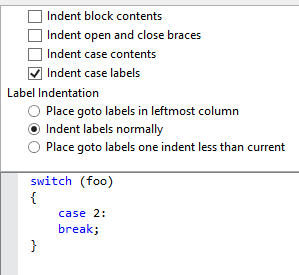 Indent block contents
Indent open and close braces
Indent case contents
Indent case labels
Label Indentation
Place goto labels in leftmost column
Indent labels normally
Place goto labels one indent less than current
switch (foo)
{
case 2:
break;
}